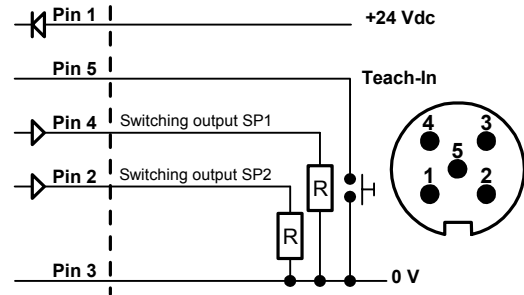 Pin 1 +24 Vdc
Pin 5 Teach-In
Pin 4 Switching output SP1
Pin 2 Switching output SP2
R
R
Pin 3 0 V
4 3
5
1 2